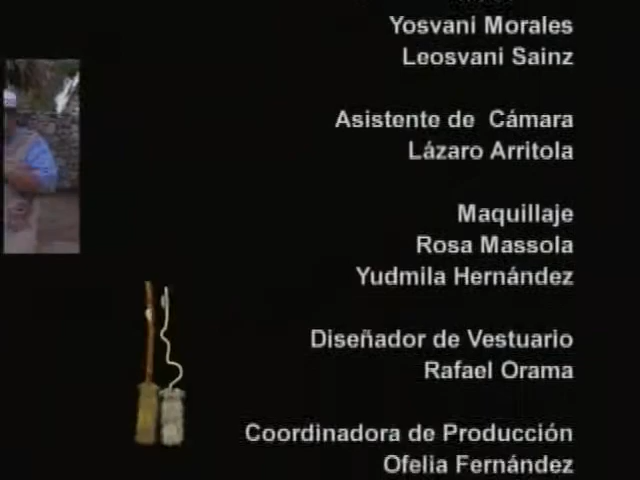 Yosvani Morales
Leosvani Sainz
Asistente de Cámara
Lázaro Arritola
Maquillaje
Rosa Massola
Yudmila Hernández
Diseñador de Vestuario
Rafael Orama
Coordinadora de Producción
Ofelia Fernández